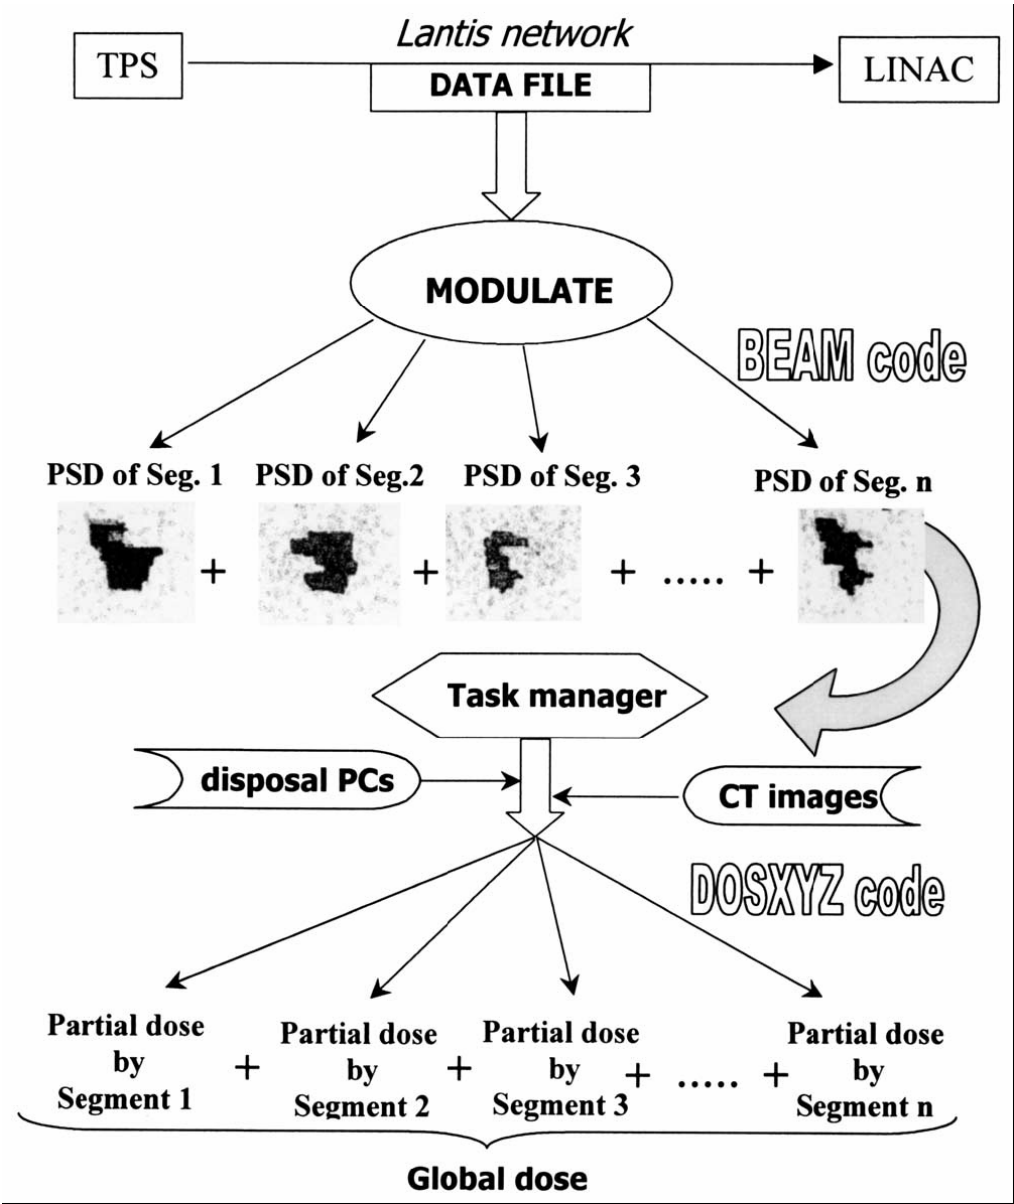 Lantis network
TPS
DATA FILE
LINAC
MODULATE
BEAM code
PSD of Seg. 1
PSD of Seg.2
PSD of Seg. 3
PSD of Seg. n
+ + + ..... +
Task manager
disposal PCs
CT images
DOSXYZ code
Partial dose
by
Segment 1
+
Partial dose
by
Segment 2
+
Partial dose
by
Segment 3
+ ..... +
Partial dose
by
Segment n
Global dose